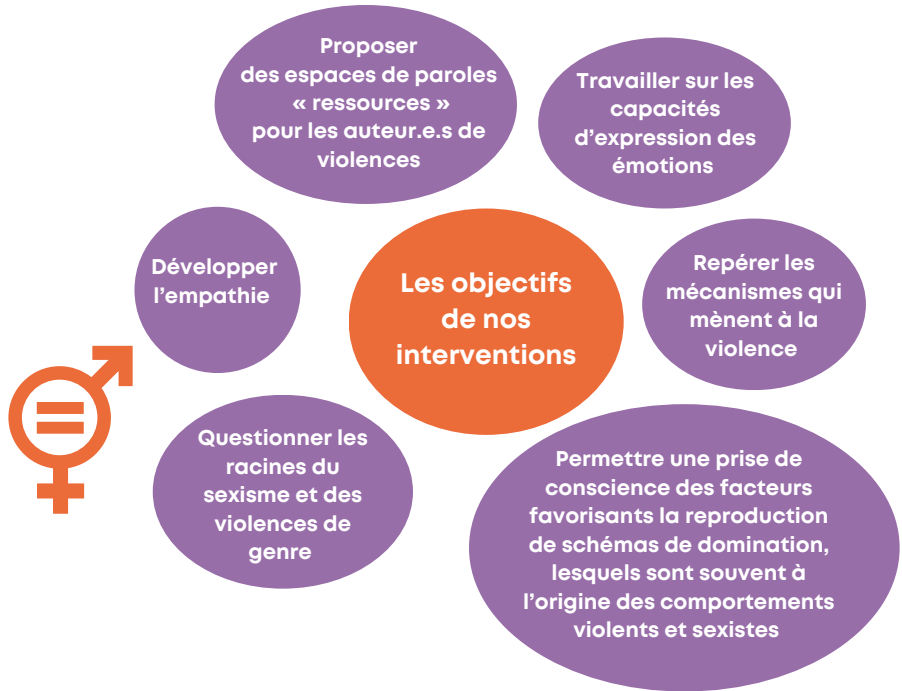 Proposer
des espaces de paroles
« ressources »
pour les auteur.e.s de
violences
Travailler sur les
capacités
d'expression des
émotions
Développer
l'empathie
Les objectifs
de nos
interventions
Repérer les
mécanismes qui
mènent à la
violence
Questionner les
racines du
sexisme et des
violences de
genre
Permettre une prise de
conscience des facteurs
favorisants la reproduction
de schémas de domination,
lesquels sont souvent à
l'origine des comportements
violents et sexistes